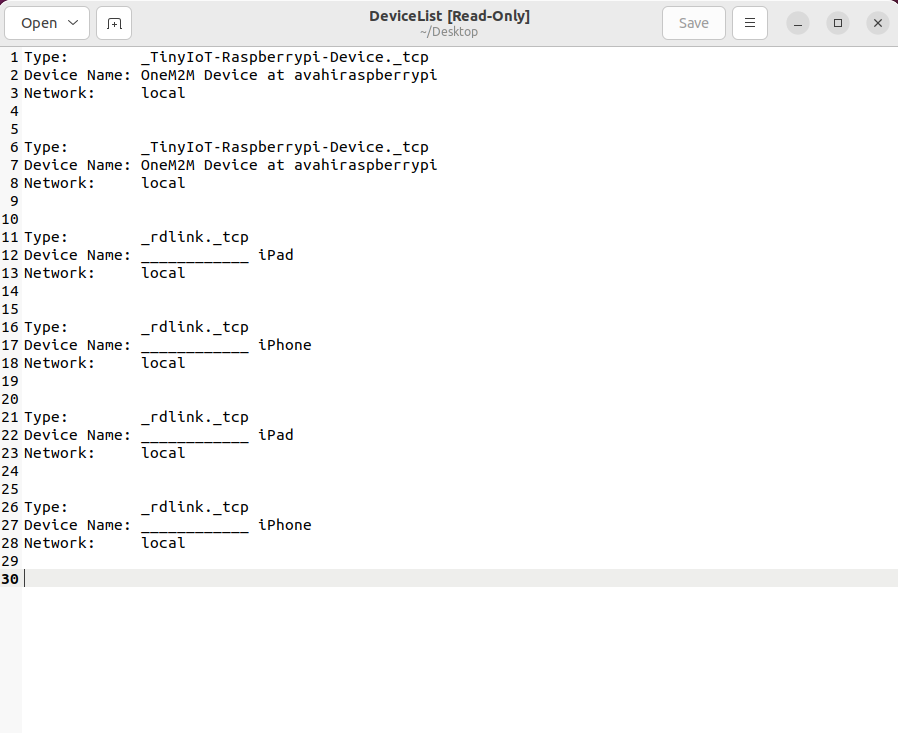 Open
DeviceList [Read-Only]
~/Desktop
Save
1 Type:        _TinyIoT-Raspberrypi-Device._tcp
2 Device Name: OneM2M Device at avahiraspberrypi
3 Network:     local
4
5
6 Type:        _TinyIoT-Raspberrypi-Device._tcp
7 Device Name: OneM2M Device at avahiraspberrypi
8 Network:     local
9
10
11 Type:        _rdlink._tcp
12 Device Name: ____________ iPad
13 Network:     local
14
15
16 Type:        _rdlink._tcp
17 Device Name: ____________ iPhone
18 Network:     local
19
20
21 Type:        _rdlink._tcp
22 Device Name: ____________ iPad
23 Network:     local
24
25
26 Type:        _rdlink._tcp
27 Device Name: ____________ iPhone
28 Network:     local
29
30